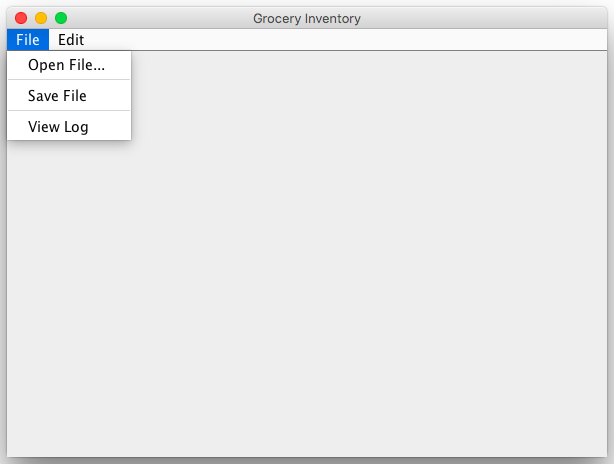 Grocery Inventory
File Edit
Open File...
Save File
View Log